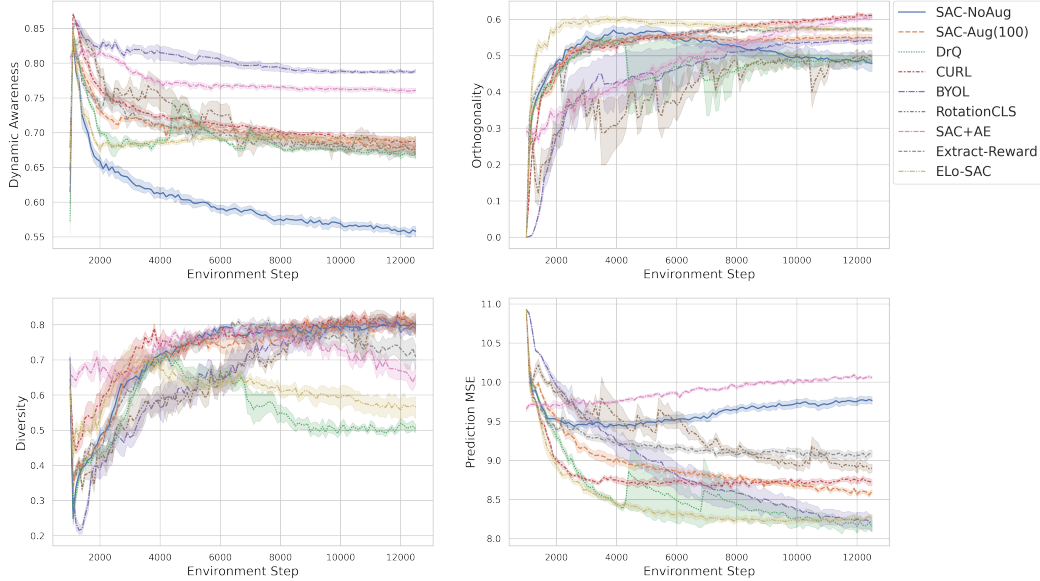 0.85
0.80
0.75
0.70
0.65
0.60
0.55
Dynamic Awareness
2000 4000 6000 8000 10000 12000
Environment Step
0.6
0.5
0.4
0.3
0.2
0.1
0.0
Orthogonality
2000 4000 6000 8000 10000 12000
Environment Step
SAC-NoAug
SAC-Aug(100)
DrQ
CURL
BYOL
RotationCLS
SAC+AE
Extract-Reward
ELo-SAC
0.8
0.7
0.6
0.5
0.4
0.3
0.2
Diversity
2000 4000 6000 8000 10000 12000
Environment Step
11.0
10.5
10.0
9.5
9.0
8.5
8.0
Prediction MSE
2000 4000 6000 8000 10000 12000
Environment Step